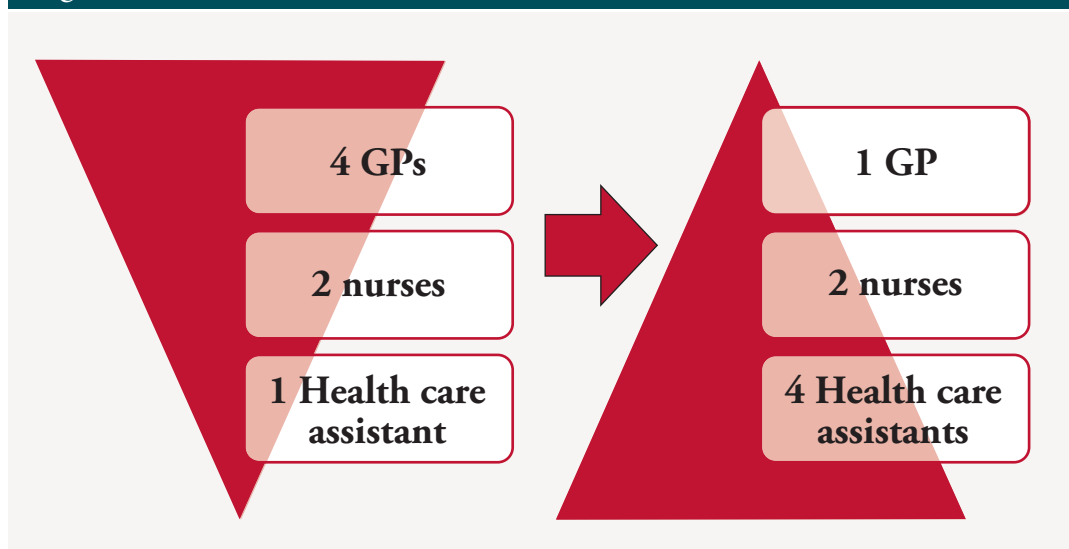 4 GPs
2 nurses
1 Health care
assistant
1 GP
2 nurses
4 Health care
assistants